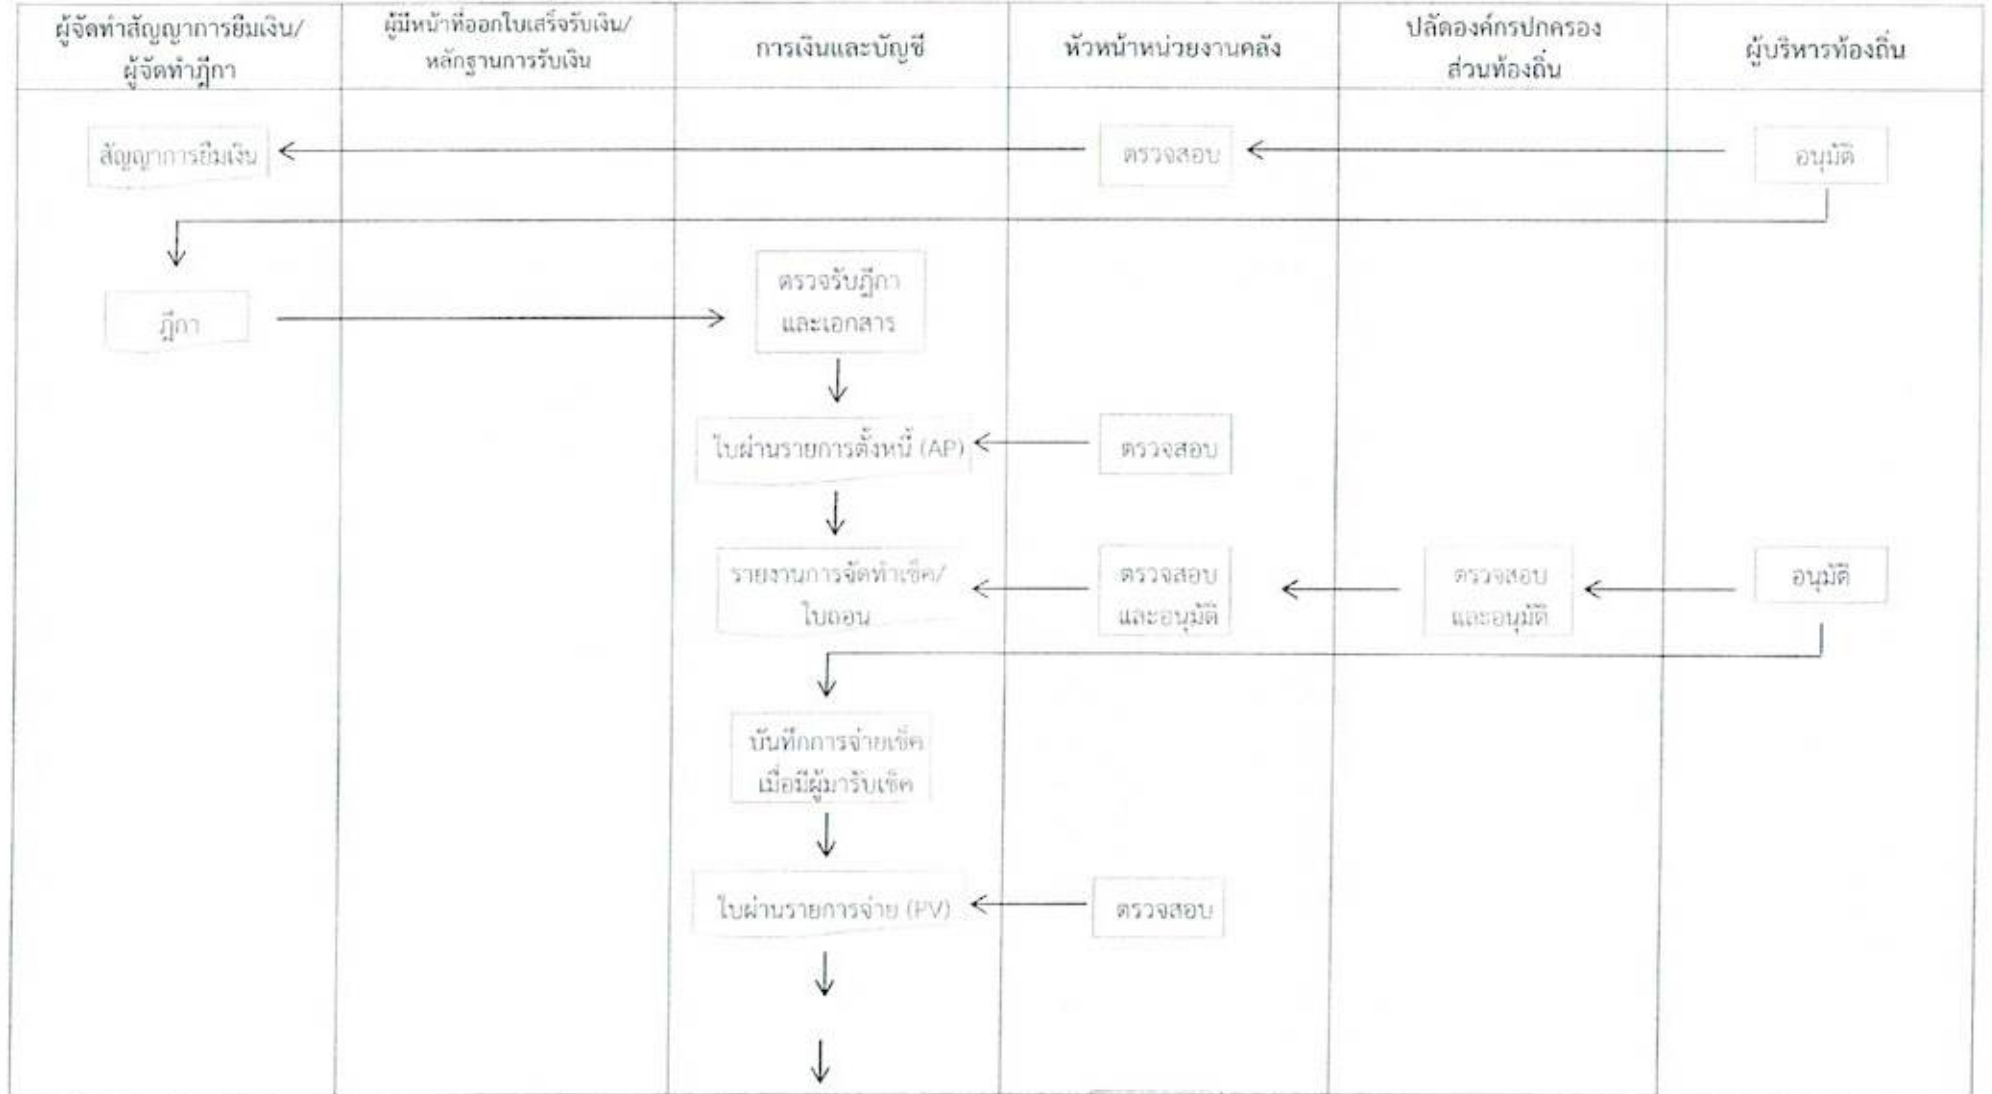 ผู้จัดทำสัญญาการยืมเงิน/
ผู้จัดทำฎีกา
ผู้มีหน้าที่ออกใบเสร็จรับเงิน/
หลักฐานการรับเงิน
การเงินและบัญชี
หัวหน้าหน่วยงานคลัง
ปลัดองค์กรปกครอง
ส่วนท้องถิ่น
ผู้บริหารท้องถิ่น
สัญญาการยืมเงิน
ตรวจสอบ
อนุมัติ
ฎีกา
ตรวจรับฎีกา
และเอกสาร
ใบผ่านรายการตั้งหนี้ (AP)
ตรวจสอบ
รายงานการจัดทำเช็ค/
ใบถอน
ตรวจสอบ
และอนุมัติ
ตรวจสอบ
และอนุมัติ
อนุมัติ
บันทึกการจ่ายเช็ค
เมื่อมีผู้มารับเช็ค
ใบผ่านรายการจ่าย (PV)
ตรวจสอบ